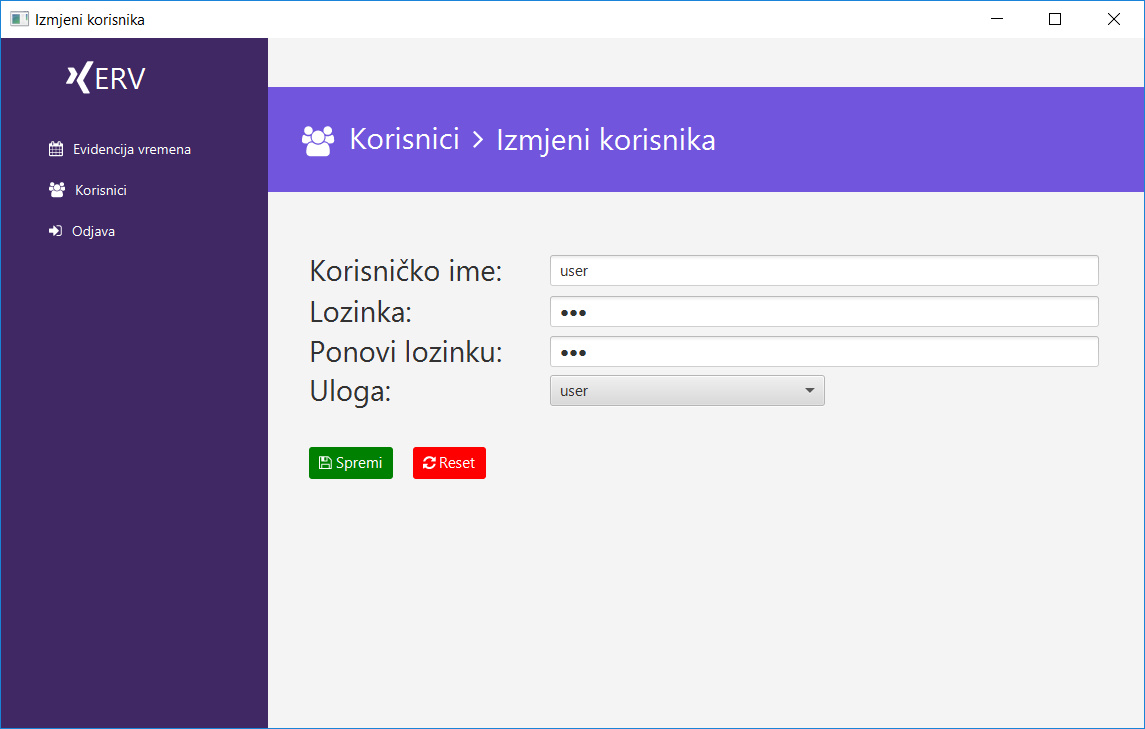 Izmjeni korisnika
ERV
Evidencija vremena
Korisnici
Odjava
Korisnici > Izmjeni korisnika
Korisničko ime: user
Lozinka: •••
Ponovi lozinku: •••
Uloga: user
Spremi Reset